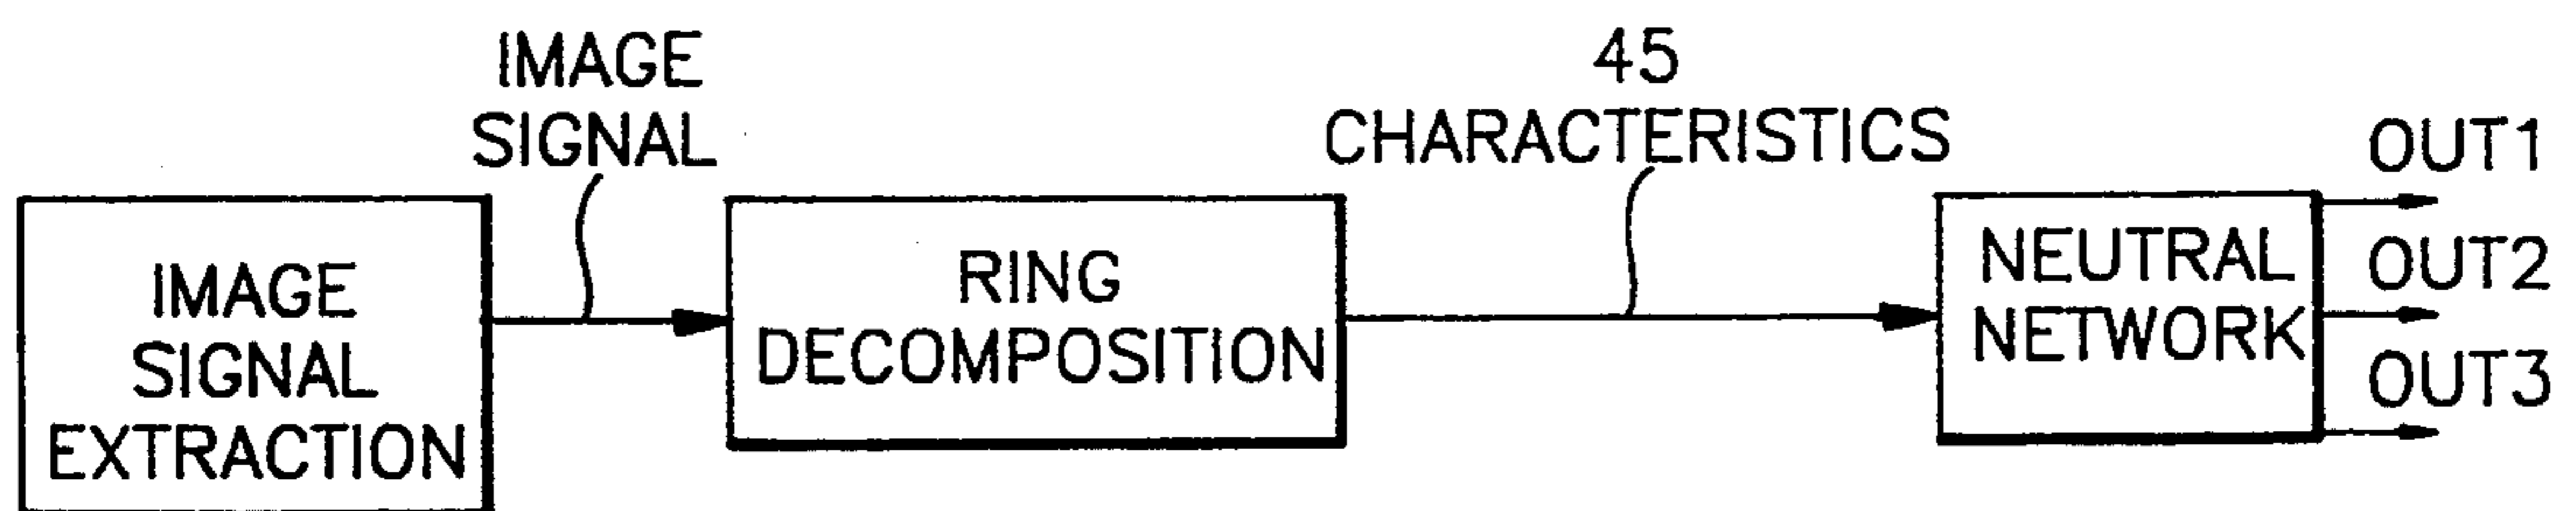 IMAGE
SIGNAL
45
CHARACTERISTICS
IMAGE
SIGNAL
EXTRACTION
RING
DECOMPOSITION
NEUTRAL
NETWORK
OUT1
OUT2
OUT3